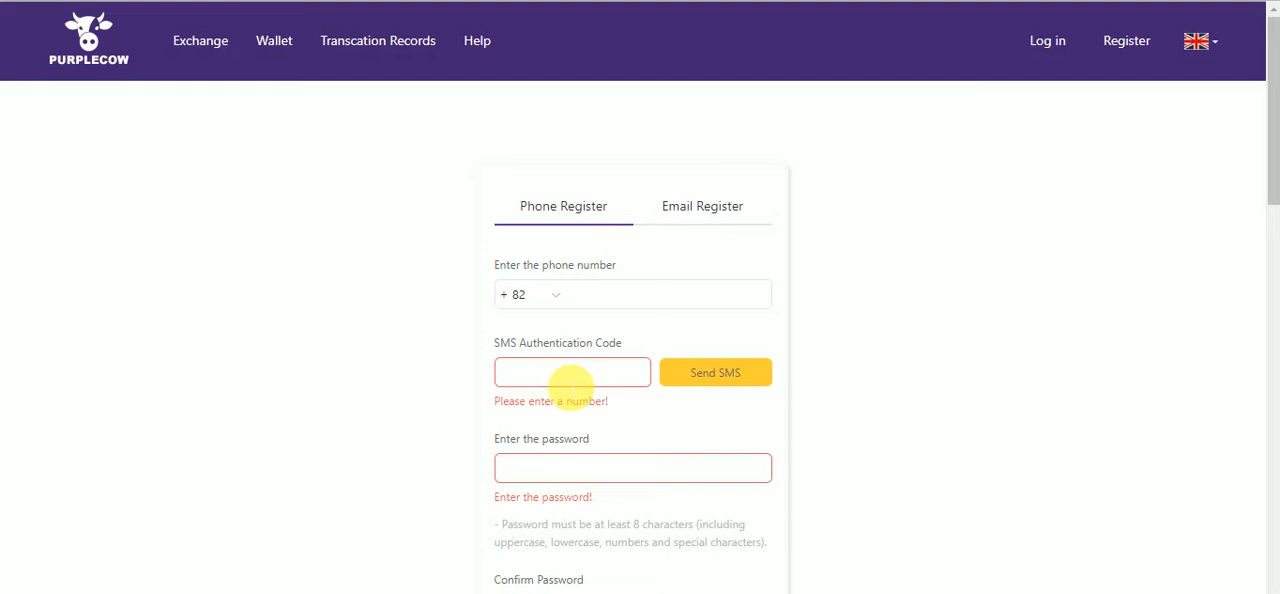 PURPLECOW
Exchange Wallet Transcation Records Help Log in Register
Phone Register Email Register
Enter the phone number
+ 82
SMS Authentication Code
Send SMS
Please enter a number!
Enter the password
Enter the password!
- Password must be at least 8 characters (including
uppercase, lowercase, numbers and special characters).
Confirm Password